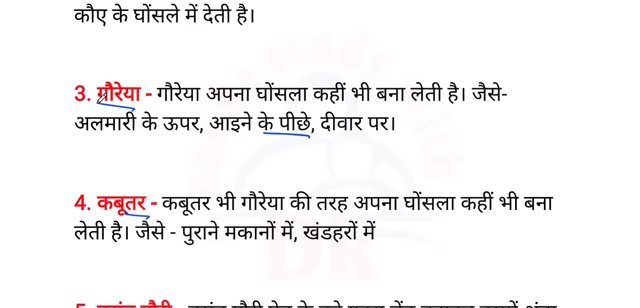 कौए के घोंसले में देती है।
3. गौरेया - गौरेया अपना घोंसला कहीं भी बना लेती है। जैसे-
अलमारी के ऊपर, आइने के पीछे, दीवार पर।
4. कबूतर - कबूतर भी गौरेया की तरह अपना घोंसला कहीं भी बना
लेती है। जैसे - पुराने मकानों में, खंडहरों में